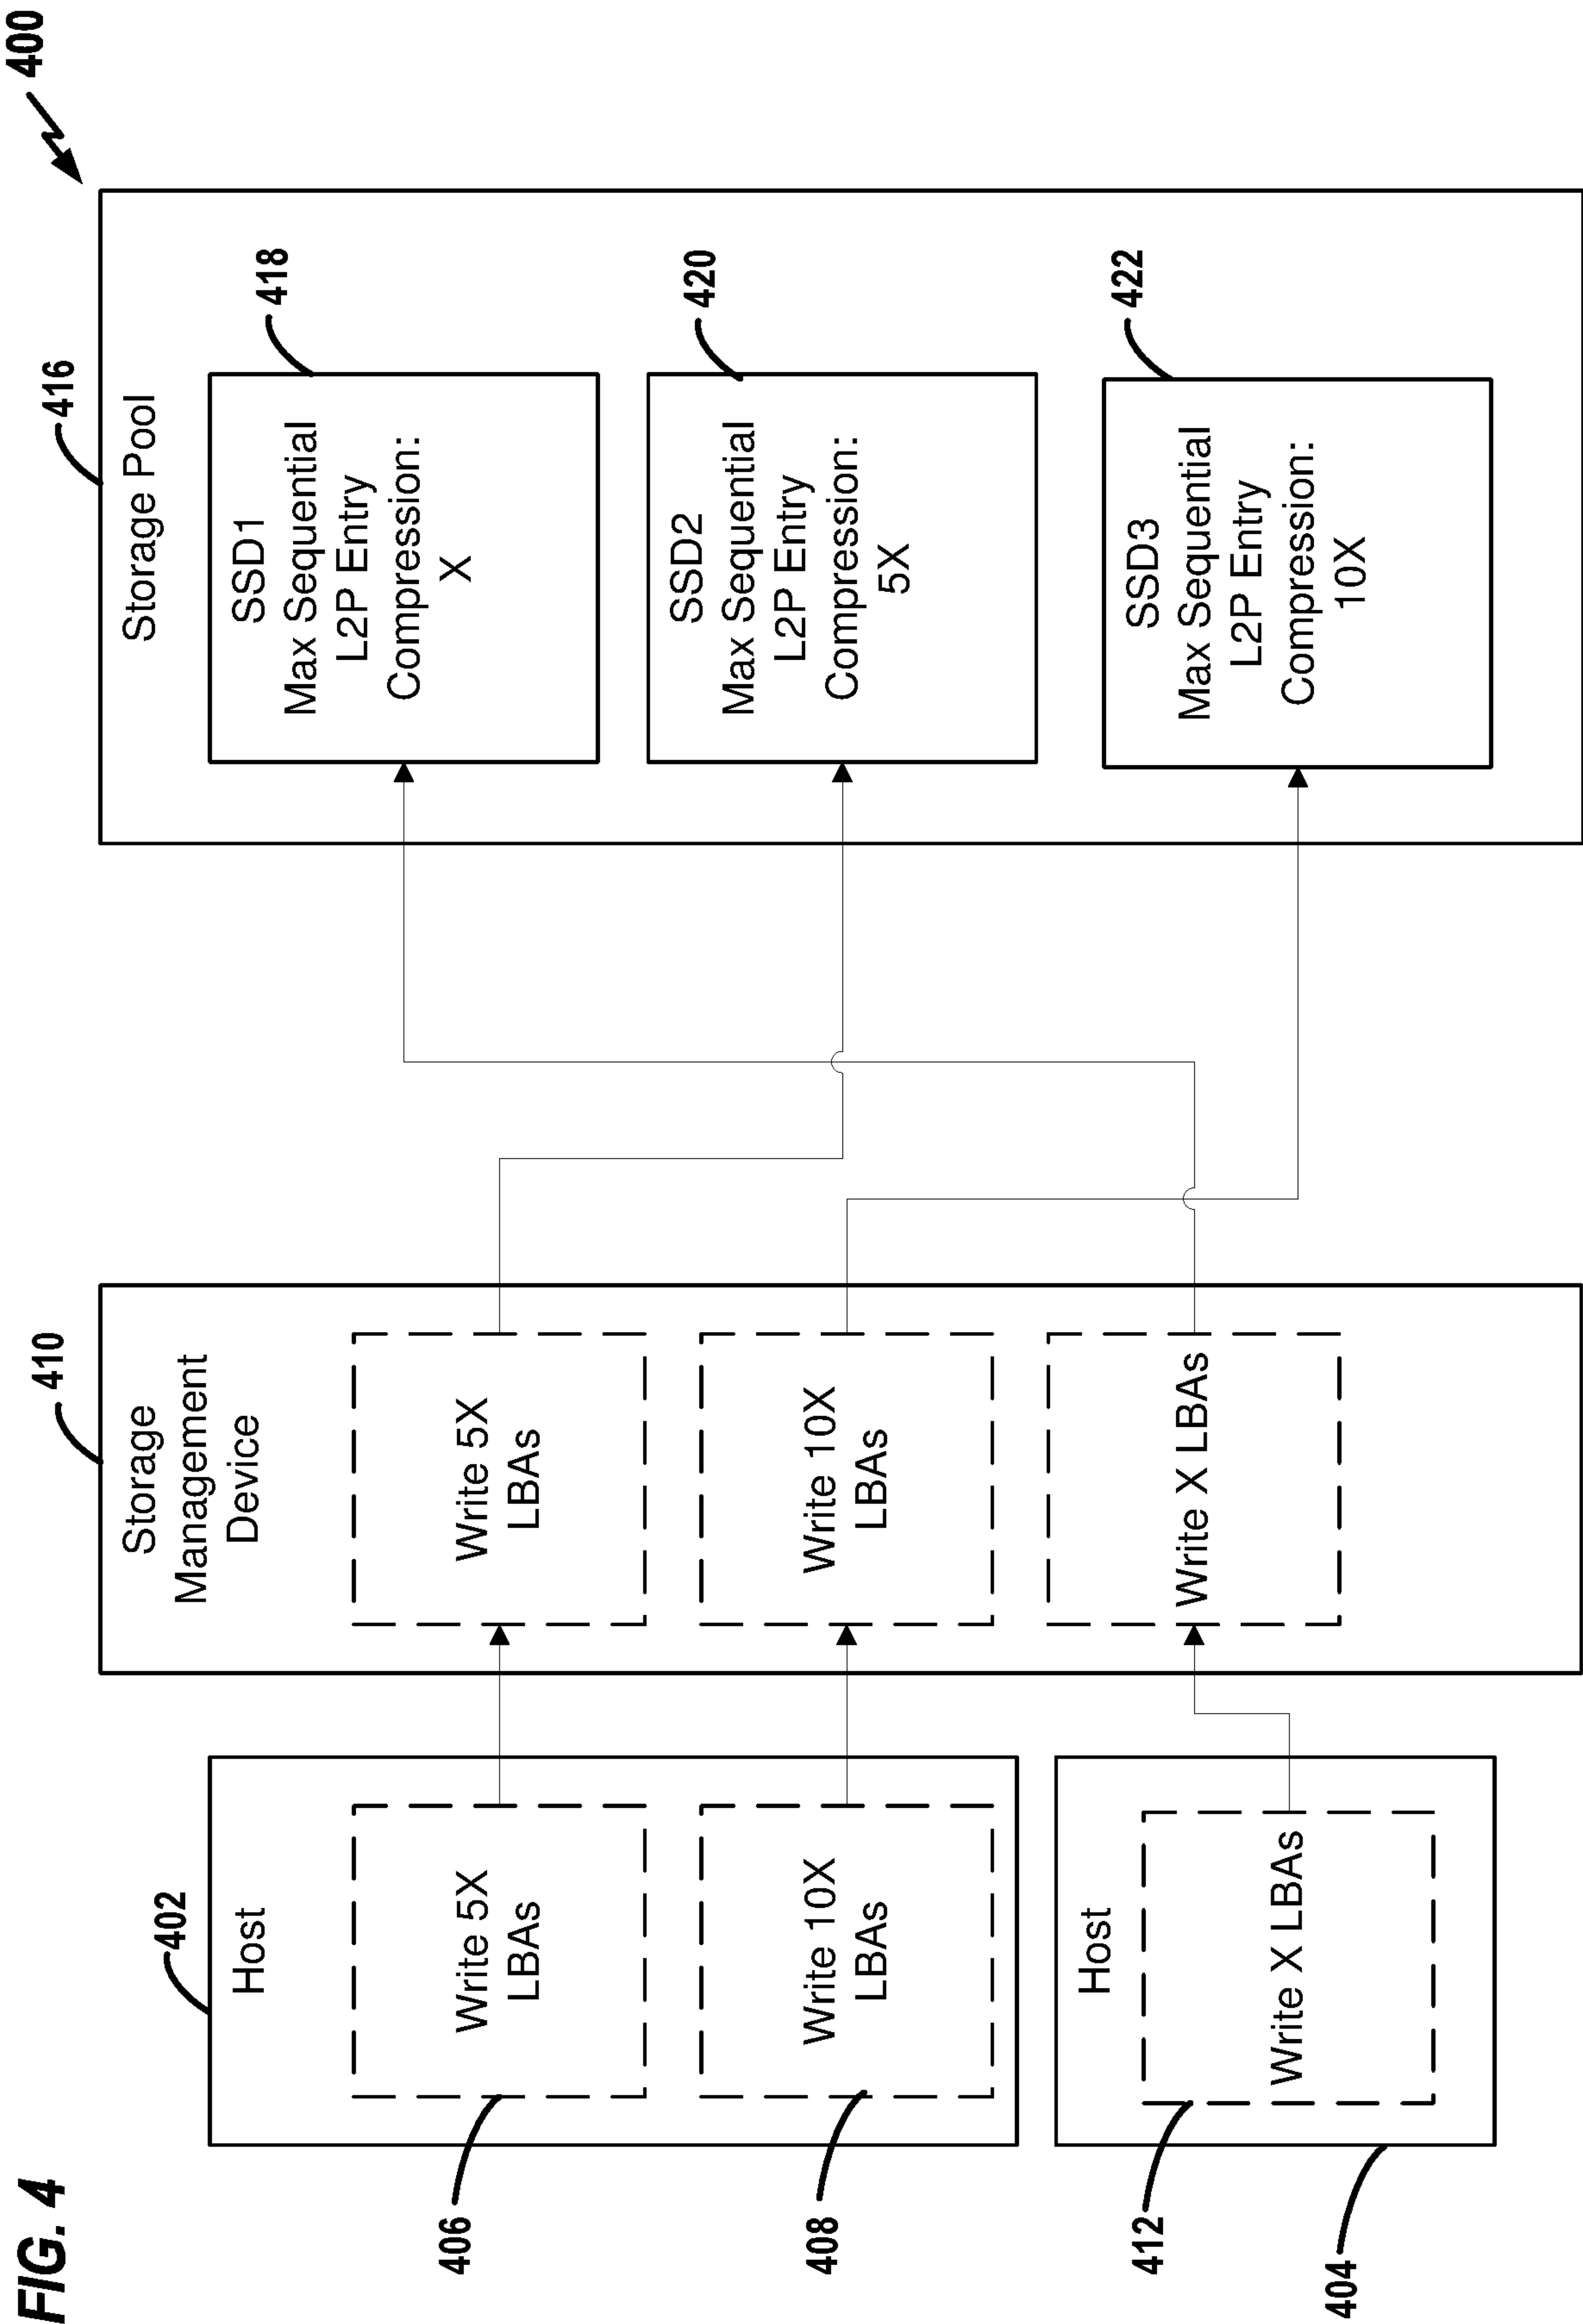 FIG. 4
400
402
Host
406
Write 5X
LBAs
408
Write 10X
LBAs
404
Host
412
Write X LBAs
410
Storage
Management
Device
Write 5X
LBAs
Write 10X
LBAs
Write X LBAs
416
Storage Pool
418
SSD1
Max Sequential
L2P Entry
Compression:
X
420
SSD2
Max Sequential
L2P Entry
Compression:
5X
422
SSD3
Max Sequential
L2P Entry
Compression:
10X